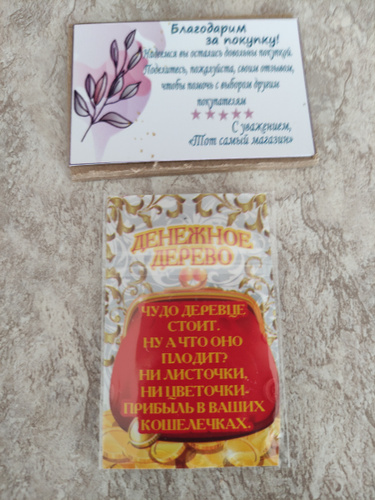 Благодарим
за покупку!
Надеемся вы остались довольны покупкой.
Поделитесь, пожалуйста, своим отзывом,
чтобы помочь с выбором другим
покупателям
С уважением,
«Тот самый магазин»
ДЕНЕЖНОЕ
ДЕРЕВО
ЧУДО ДЕРЕВЦЕ
СТОИТ.
НУ А ЧТО ОНО
ПЛОДИТ?
НИ ЛИСТОЧКИ,
НИ ЦВЕТОЧКИ-
ПРИБЫЛЬ В ВАШИХ
КОШЕЛЕЧКАХ.